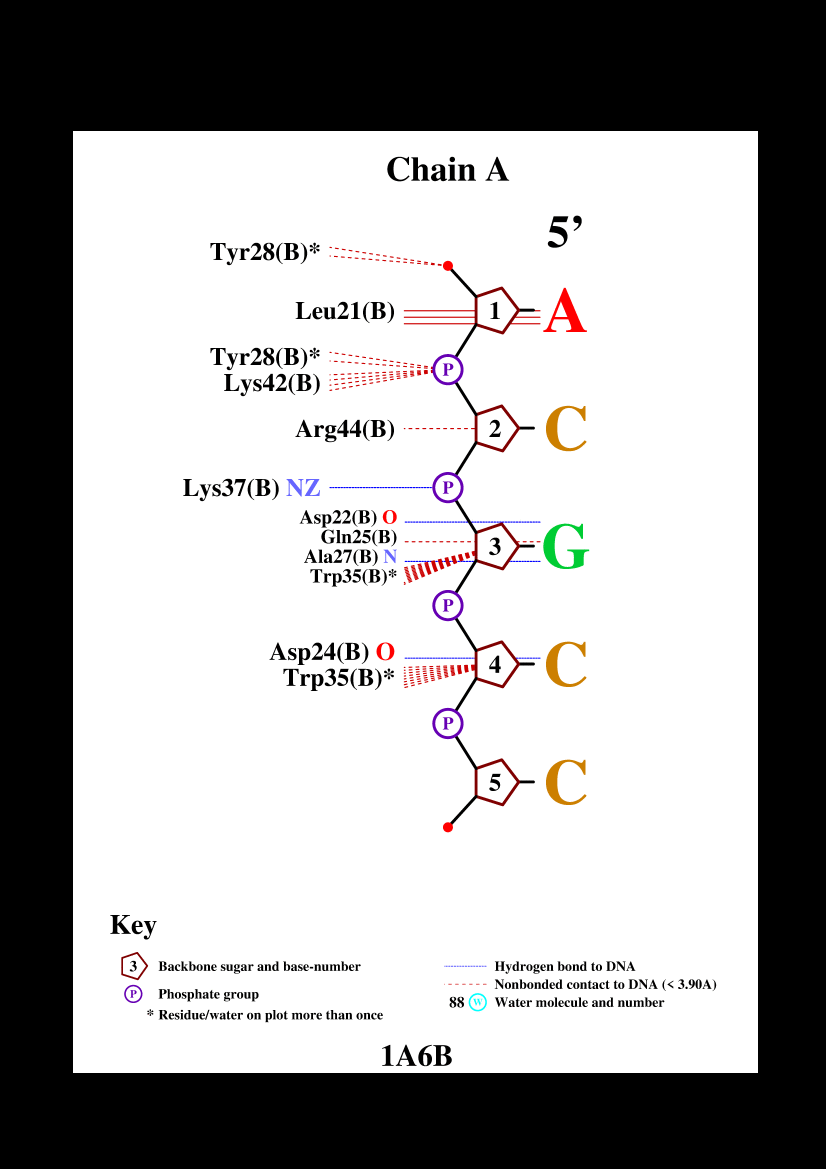 Chain A
5’
Tyr28(B)*
Leu21(B) 1 A
Tyr28(B)*
P
Lys42(B)
Arg44(B) 2 C
Lys37(B) NZ P
Asp22(B) O
Gln25(B)
3 G
Ala27(B) N
Trp35(B)*
P
Asp24(B) O
4 C
Trp35(B)*
P
5 C
Key
3 Backbone sugar and base-number
P Phosphate group
* Residue/water on plot more than once
Hydrogen bond to DNA
Nonbonded contact to DNA (< 3.90A)
88 W Water molecule and number
1A6B